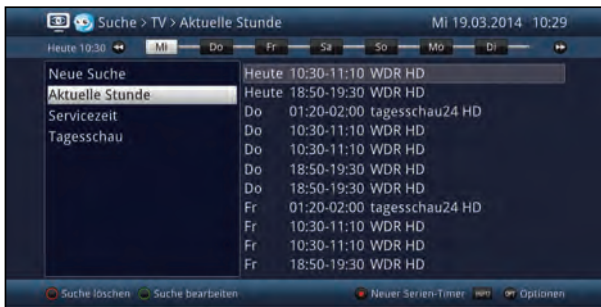 Suche > TV > Aktuelle Stunde Mi 19.03.2014 10:29
Heute 10:30 Mi Do Fr Sa So Mo Di
Neue Suche
Aktuelle Stunde
Servicezeit
Tagesschau
Heute 10:30-11:10 WDR HD
Heute 18:50-19:30 WDR HD
Do 01:20-02:00 tagesschau24 HD
Do 10:30-11:10 WDR HD
Do 10:30-11:10 WDR HD
Do 18:50-19:30 WDR HD
Do 18:50-19:30 WDR HD
Fr 01:20-02:00 tagesschau24 HD
Fr 10:30-11:10 WDR HD
Fr 10:30-11:10 WDR HD
Fr 18:50-19:30 WDR HD
Suche löschen Suche bearbeiten Neuer Serien-Timer Optionen